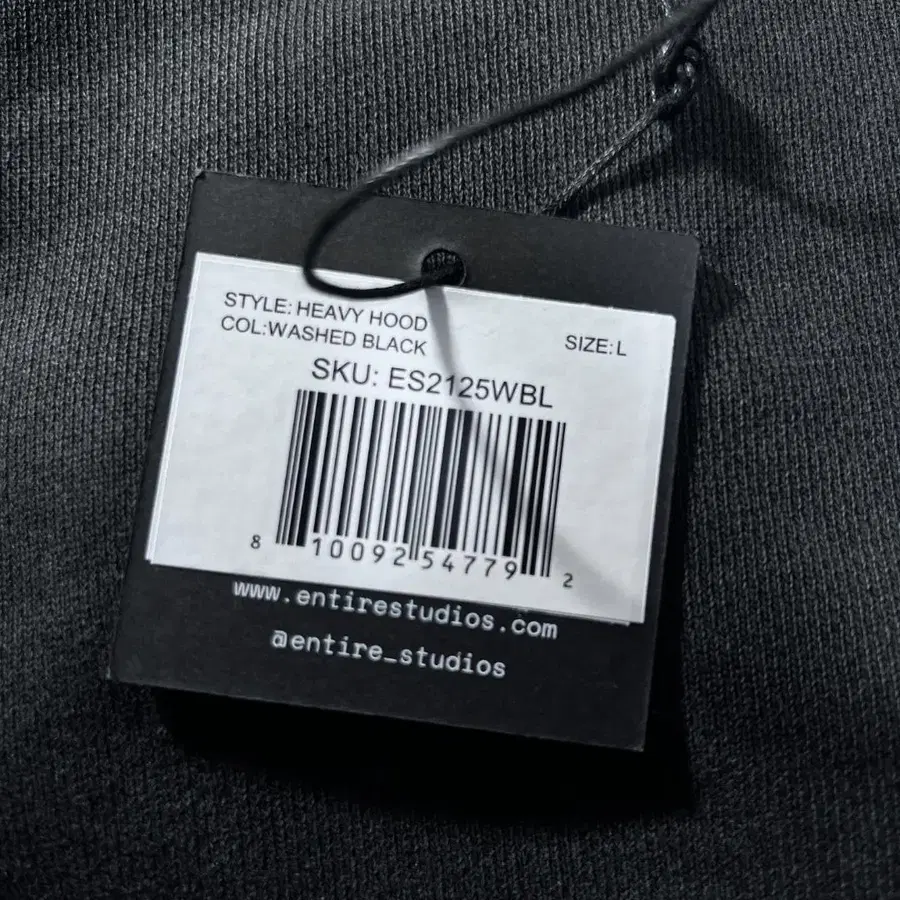 STYLE: HEAVY HOOD
COL:WASHED BLACK
SIZE: L
SKU: ES2125WBL
8 10092 54779 2
www.entirestudios.com
@entire_studios